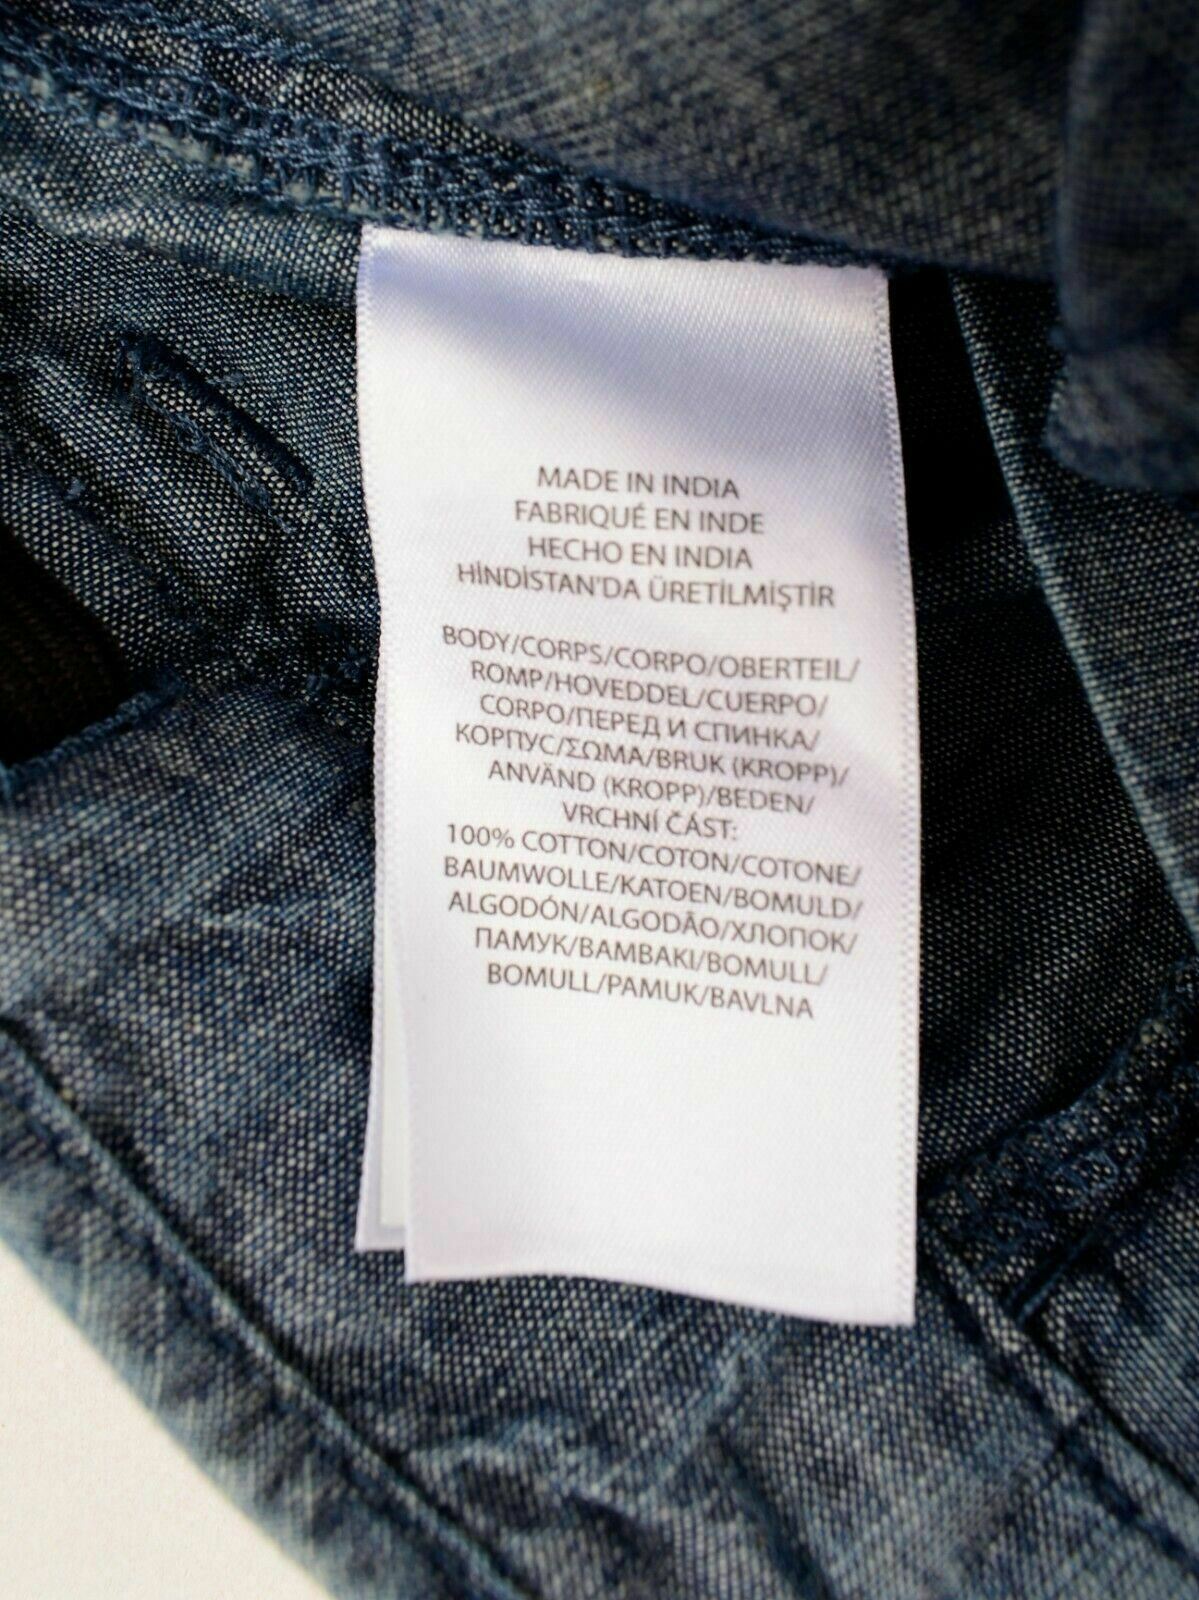 MADE IN INDIA
FABRIQUÉ EN INDE
HECHO EN INDIA
HİNDİSTAN'DA ÜRETİLMİŞTİR
BODY/CORPS/CORPO/OBERTEIL/
ROMP/HOVEDDEL/CUERPO/
CORPO/ПЕРЕД И СПИНКА/
КОРПУС/ΣΩΜΑ/BRUK (KROPP)/
ANVÄND (KROPP)/BEDEN/
VRCHNÍ ČÁST:
100% COTTON/COTON/COTONE/
BAUMWOLLE/KATOEN/BOMULD/
ALGODÓN/ALGODÃO/ХЛОПОК/
ПАМУК/ΒΑΜΒΑΚΙ/BOMULL/
BOMULL/PAMUK/BAVLNA